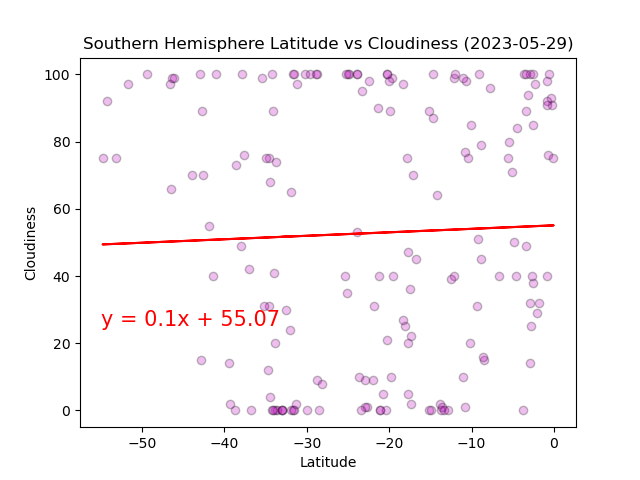 Southern Hemisphere Latitude vs Cloudiness (2023-05-29)
100
80
60
40
20
0
Cloudiness
y = 0.1x + 55.07
−50 −40 −30 −20 −10 0
Latitude